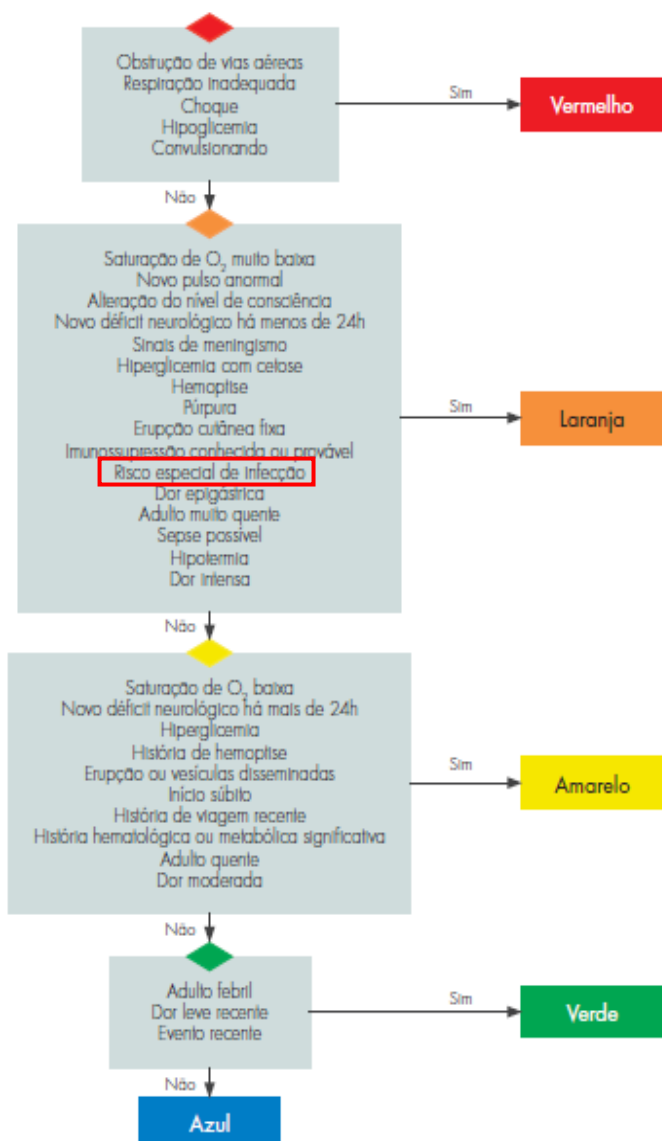 Obstrução de vias aéreas
Respiração inadequada
Choque
Hipoglicemia
Convulsionando
Sim
Vermelho
Não
Saturação de O₂ muito baixa
Novo pulso anormal
Alteração do nível de consciência
Novo déficit neurológico há menos de 24h
Sinais de meningismo
Hiperglicemia com cetose
Hemoptise
Púrpura
Erupção cutânea fixa
Imunossupressão conhecida ou provável
Risco especial de infecção
Dor epigástrica
Adulto muito quente
Sepse possível
Hipotermia
Dor intensa
Sim
Laranja
Não
Saturação de O₂ baixa
Novo déficit neurológico há mais de 24h
Hiperglicemia
História de hemoptise
Erupção ou vesículas disseminadas
Início súbito
História de viagem recente
História hematológica ou metabólica significativa
Adulto quente
Dor moderada
Sim
Amarelo
Não
Adulto febril
Dor leve recente
Evento recente
Sim
Verde
Não
Azul